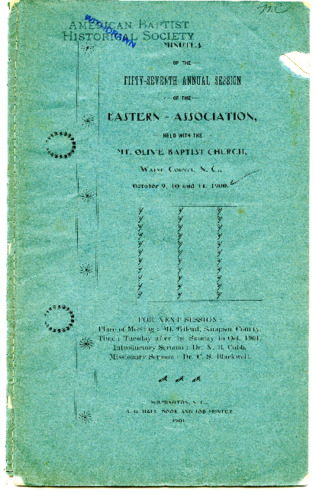 AMERICAN BAPTIST
HISTORICAL SOCIETY
WITHDRAWN
MINUTES
OF THE
FIFTY-SEVENTH ANNUAL SESSION
OF THE
EASTERN - ASSOCIATION,
HELD WITH THE
MT. OLIVE BAPTIST CHURCH,
WAYNE COUNTY, N. C.,
October 9, 10 and 11, 1900.
FOR NEXT SESSION:
Place of Meeting: Mt. Gilead, Sampson County.
Time: Tuesday after 1st Sunday in Oct. 1901.
Introductory Sermon: Dr. N. B. Cobb.
Missionary Sermon: Dr. C. S. Blackwell.
WILMINGTON, N. C.,
HALL, BOOK AND JOB PRINTER
1901